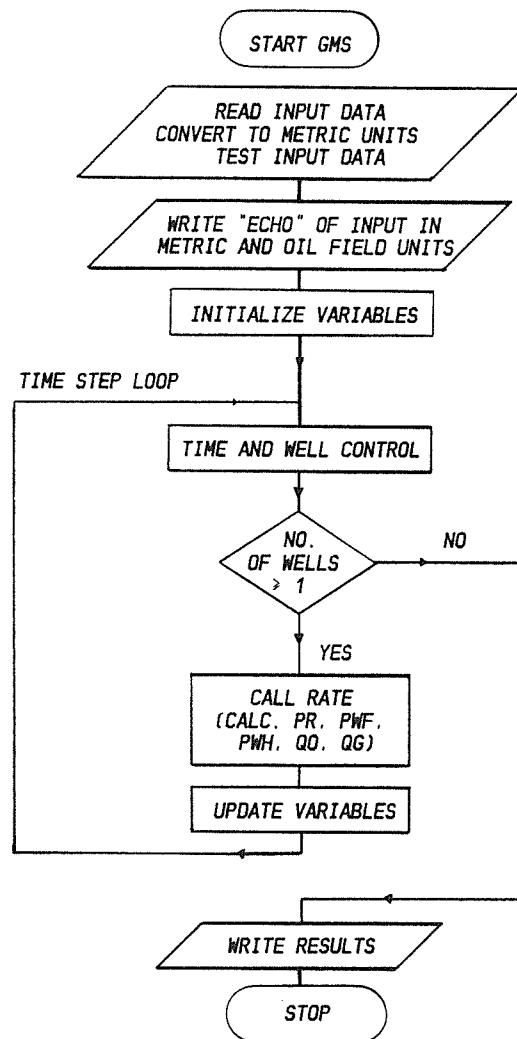 START GMS
READ INPUT DATA
CONVERT TO METRIC UNITS
TEST INPUT DATA
WRITE "ECHO" OF INPUT IN
METRIC AND OIL FIELD UNITS
INITIALIZE VARIABLES
TIME STEP LOOP
TIME AND WELL CONTROL
NO.
OF WELLS
⩾ 1
NO
YES
CALL RATE
(CALC. PR. PWF.
PWH. QO. QG)
UPDATE VARIABLES
WRITE RESULTS
STOP